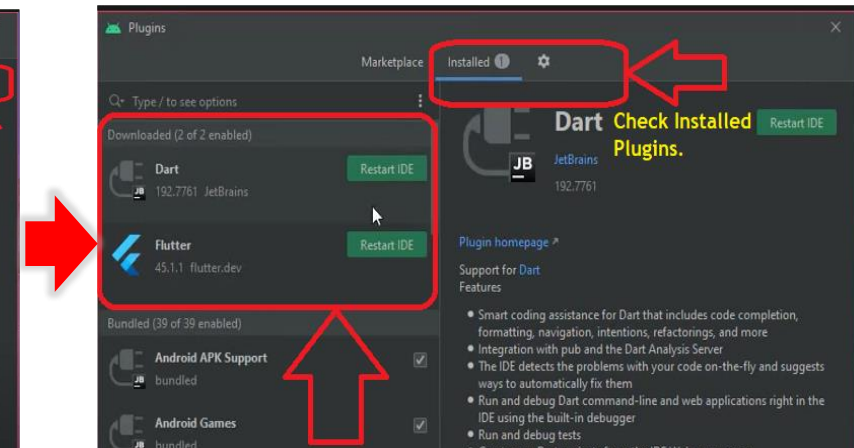 Plugins
Marketplace Installed 1
Type / to see options
Downloaded (2 of 2 enabled)
Dart
192.7761 JetBrains
Restart IDE
Flutter
45.1.1 flutter.dev
Restart IDE
Bundled (39 of 39 enabled)
Android APK Support
bundled
Android Games
bundled
JB
Dart
JetBrains
192.7761
Check Installed
Plugins.
Restart IDE
Plugin homepage
Support for Dart
Features
Smart coding assistance for Dart that includes code completion,
formatting, navigation, intentions, refactorings, and more
Integration with pub and the Dart Analysis Server
The IDE detects the problems with your code on-the-fly and suggests
ways to automatically fix them
Run and debug Dart command-line and web applications right in the
IDE using the built-in debugger
Run and debug tests